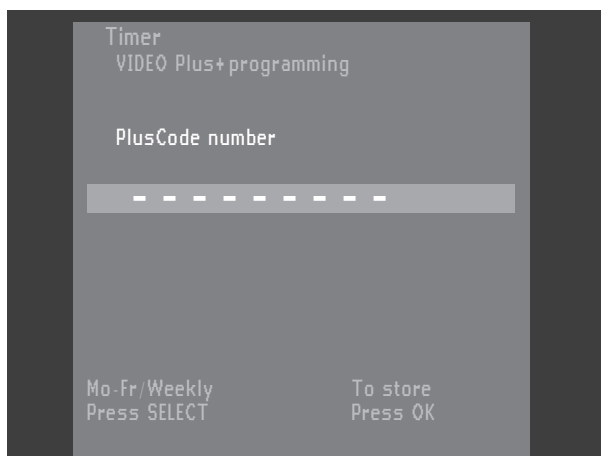 Timer
VIDEO Plus+programming
PlusCode number
- - - - - - - - -
Mo-Fr/Weekly To store
Press SELECT Press OK